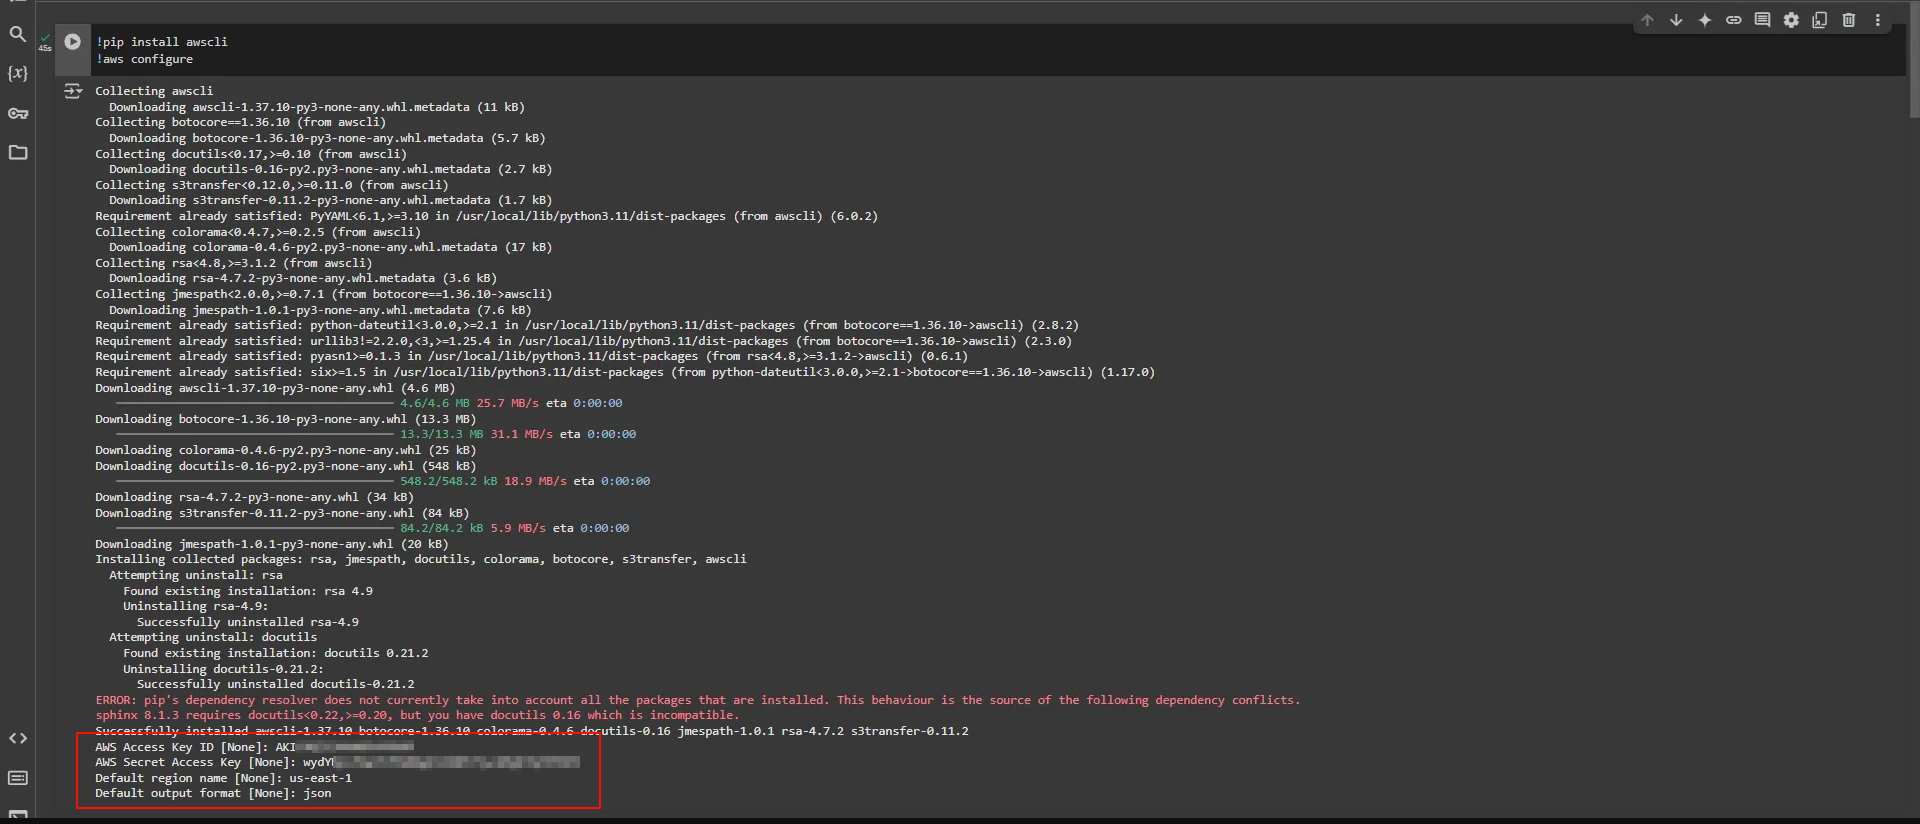 !pip install awscli
45s
!aws configure
Collecting awscli
Downloading awscli-1.37.10-py3-none-any.whl.metadata (11 kB)
Collecting botocore==1.36.10 (from awscli)
Downloading botocore-1.36.10-py3-none-any.whl.metadata (5.7 kB)
Collecting docutils<0.17,>=0.10 (from awscli)
Downloading docutils-0.16-py2.py3-none-any.whl.metadata (2.7 kB)
Collecting s3transfer<0.12.0,>=0.11.0 (from awscli)
Downloading s3transfer-0.11.2-py3-none-any.whl.metadata (1.7 kB)
Requirement already satisfied: PyYAML<6.1,>=3.10 in /usr/local/lib/python3.11/dist-packages (from awscli) (6.0.2)
Collecting colorama<0.4.7,>=0.2.5 (from awscli)
Downloading colorama-0.4.6-py2.py3-none-any.whl.metadata (17 kB)
Collecting rsa<4.8,>=3.1.2 (from awscli)
Downloading rsa-4.7.2-py3-none-any.whl.metadata (3.6 kB)
Collecting jmespath<2.0.0,>=0.7.1 (from botocore==1.36.10->awscli)
Downloading jmespath-1.0.1-py3-none-any.whl.metadata (7.6 kB)
Requirement already satisfied: python-dateutil<3.0.0,>=2.1 in /usr/local/lib/python3.11/dist-packages (from botocore==1.36.10->awscli) (2.8.2)
Requirement already satisfied: urllib3!=2.2.0,<3,>=1.25.4 in /usr/local/lib/python3.11/dist-packages (from botocore==1.36.10->awscli) (2.3.0)
Requirement already satisfied: pyasn1>=0.1.3 in /usr/local/lib/python3.11/dist-packages (from rsa<4.8,>=3.1.2->awscli) (0.6.1)
Requirement already satisfied: six>=1.5 in /usr/local/lib/python3.11/dist-packages (from python-dateutil<3.0.0,>=2.1->botocore==1.36.10->awscli) (1.17.0)
Downloading awscli-1.37.10-py3-none-any.whl (4.6 MB)
4.6/4.6 MB 25.7 MB/s eta 0:00:00
Downloading botocore-1.36.10-py3-none-any.whl (13.3 MB)
13.3/13.3 MB 31.1 MB/s eta 0:00:00
Downloading colorama-0.4.6-py2.py3-none-any.whl (25 kB)
Downloading docutils-0.16-py2.py3-none-any.whl (548 kB)
548.2/548.2 kB 18.9 MB/s eta 0:00:00
Downloading rsa-4.7.2-py3-none-any.whl (34 kB)
Downloading s3transfer-0.11.2-py3-none-any.whl (84 kB)
84.2/84.2 kB 5.9 MB/s eta 0:00:00
Downloading jmespath-1.0.1-py3-none-any.whl (20 kB)
Installing collected packages: rsa, jmespath, docutils, colorama, botocore, s3transfer, awscli
Attempting uninstall: rsa
Found existing installation: rsa 4.9
Uninstalling rsa-4.9:
Successfully uninstalled rsa-4.9
Attempting uninstall: docutils
Found existing installation: docutils 0.21.2
Uninstalling docutils-0.21.2:
Successfully uninstalled docutils-0.21.2
ERROR: pip's dependency resolver does not currently take into account all the packages that are installed. This behaviour is the source of the following dependency conflicts.
sphinx 8.1.3 requires docutils<0.22,>=0.20, but you have docutils 0.16 which is incompatible.
Successfully installed awscli-1.37.10 botocore-1.36.10 colorama-0.4.6 docutils-0.16 jmespath-1.0.1 rsa-4.7.2 s3transfer-0.11.2
AWS Access Key ID [None]: AKI
AWS Secret Access Key [None]: wydY
Default region name [None]: us-east-1
Default output format [None]: json